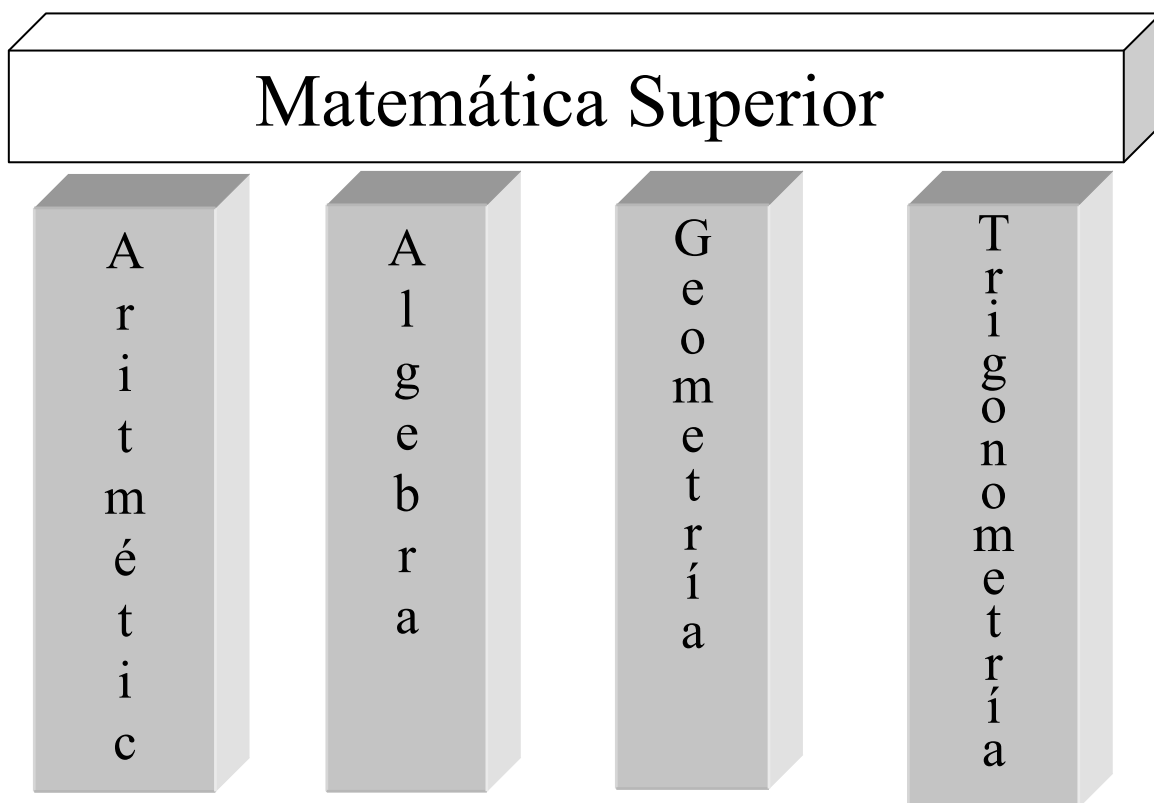 Matemática Superior
Aritmétic
Algebra
Geometría
Trigonometría